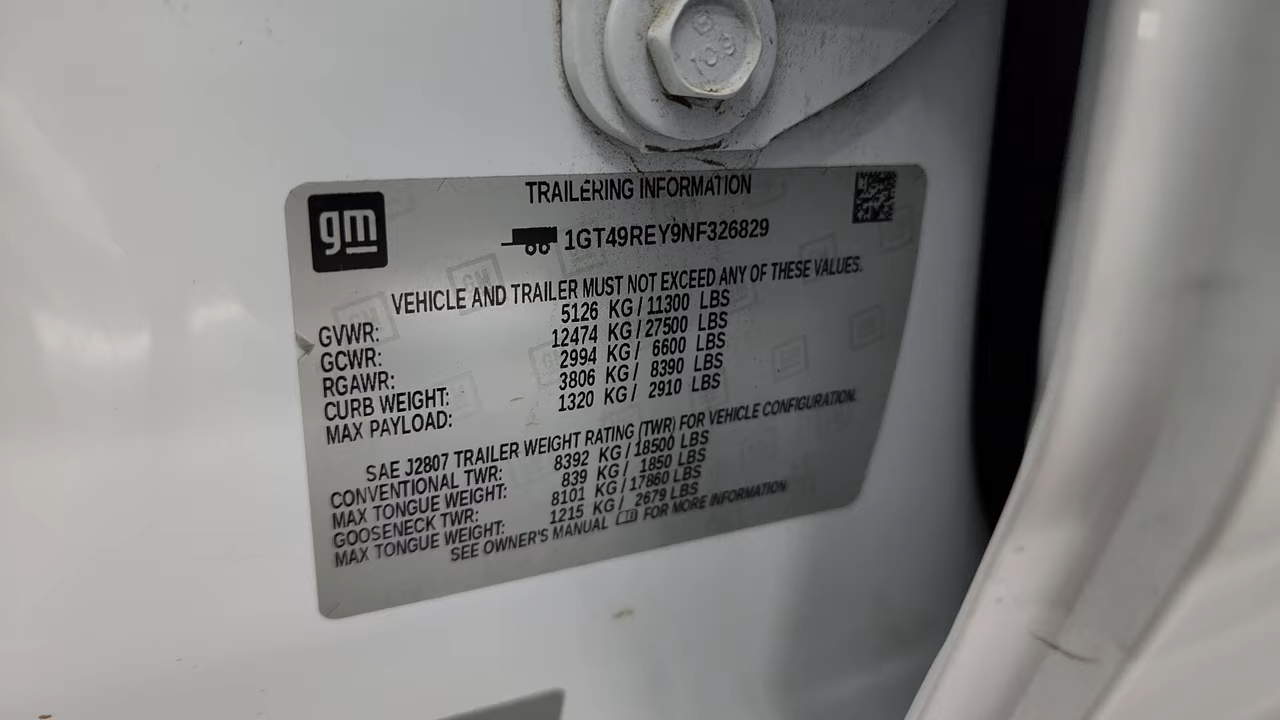 109
gm
TRAILERING INFORMATION
1GT49REY9NF326829
VEHICLE AND TRAILER MUST NOT EXCEED ANY OF THESE VALUES.
GVWR: 5126 KG / 11300 LBS
GCWR: 12474 KG / 27500 LBS
RGAWR: 2994 KG / 6600 LBS
CURB WEIGHT: 3806 KG / 8390 LBS
MAX PAYLOAD: 1320 KG / 2910 LBS
SAE J2807 TRAILER WEIGHT RATING (TWR) FOR VEHICLE CONFIGURATION.
CONVENTIONAL TWR: 8392 KG / 18500 LBS
MAX TONGUE WEIGHT: 839 KG / 1850 LBS
GOOSENECK TWR: 8101 KG / 17860 LBS
MAX TONGUE WEIGHT: 1215 KG / 2679 LBS
SEE OWNER'S MANUAL FOR MORE INFORMATION